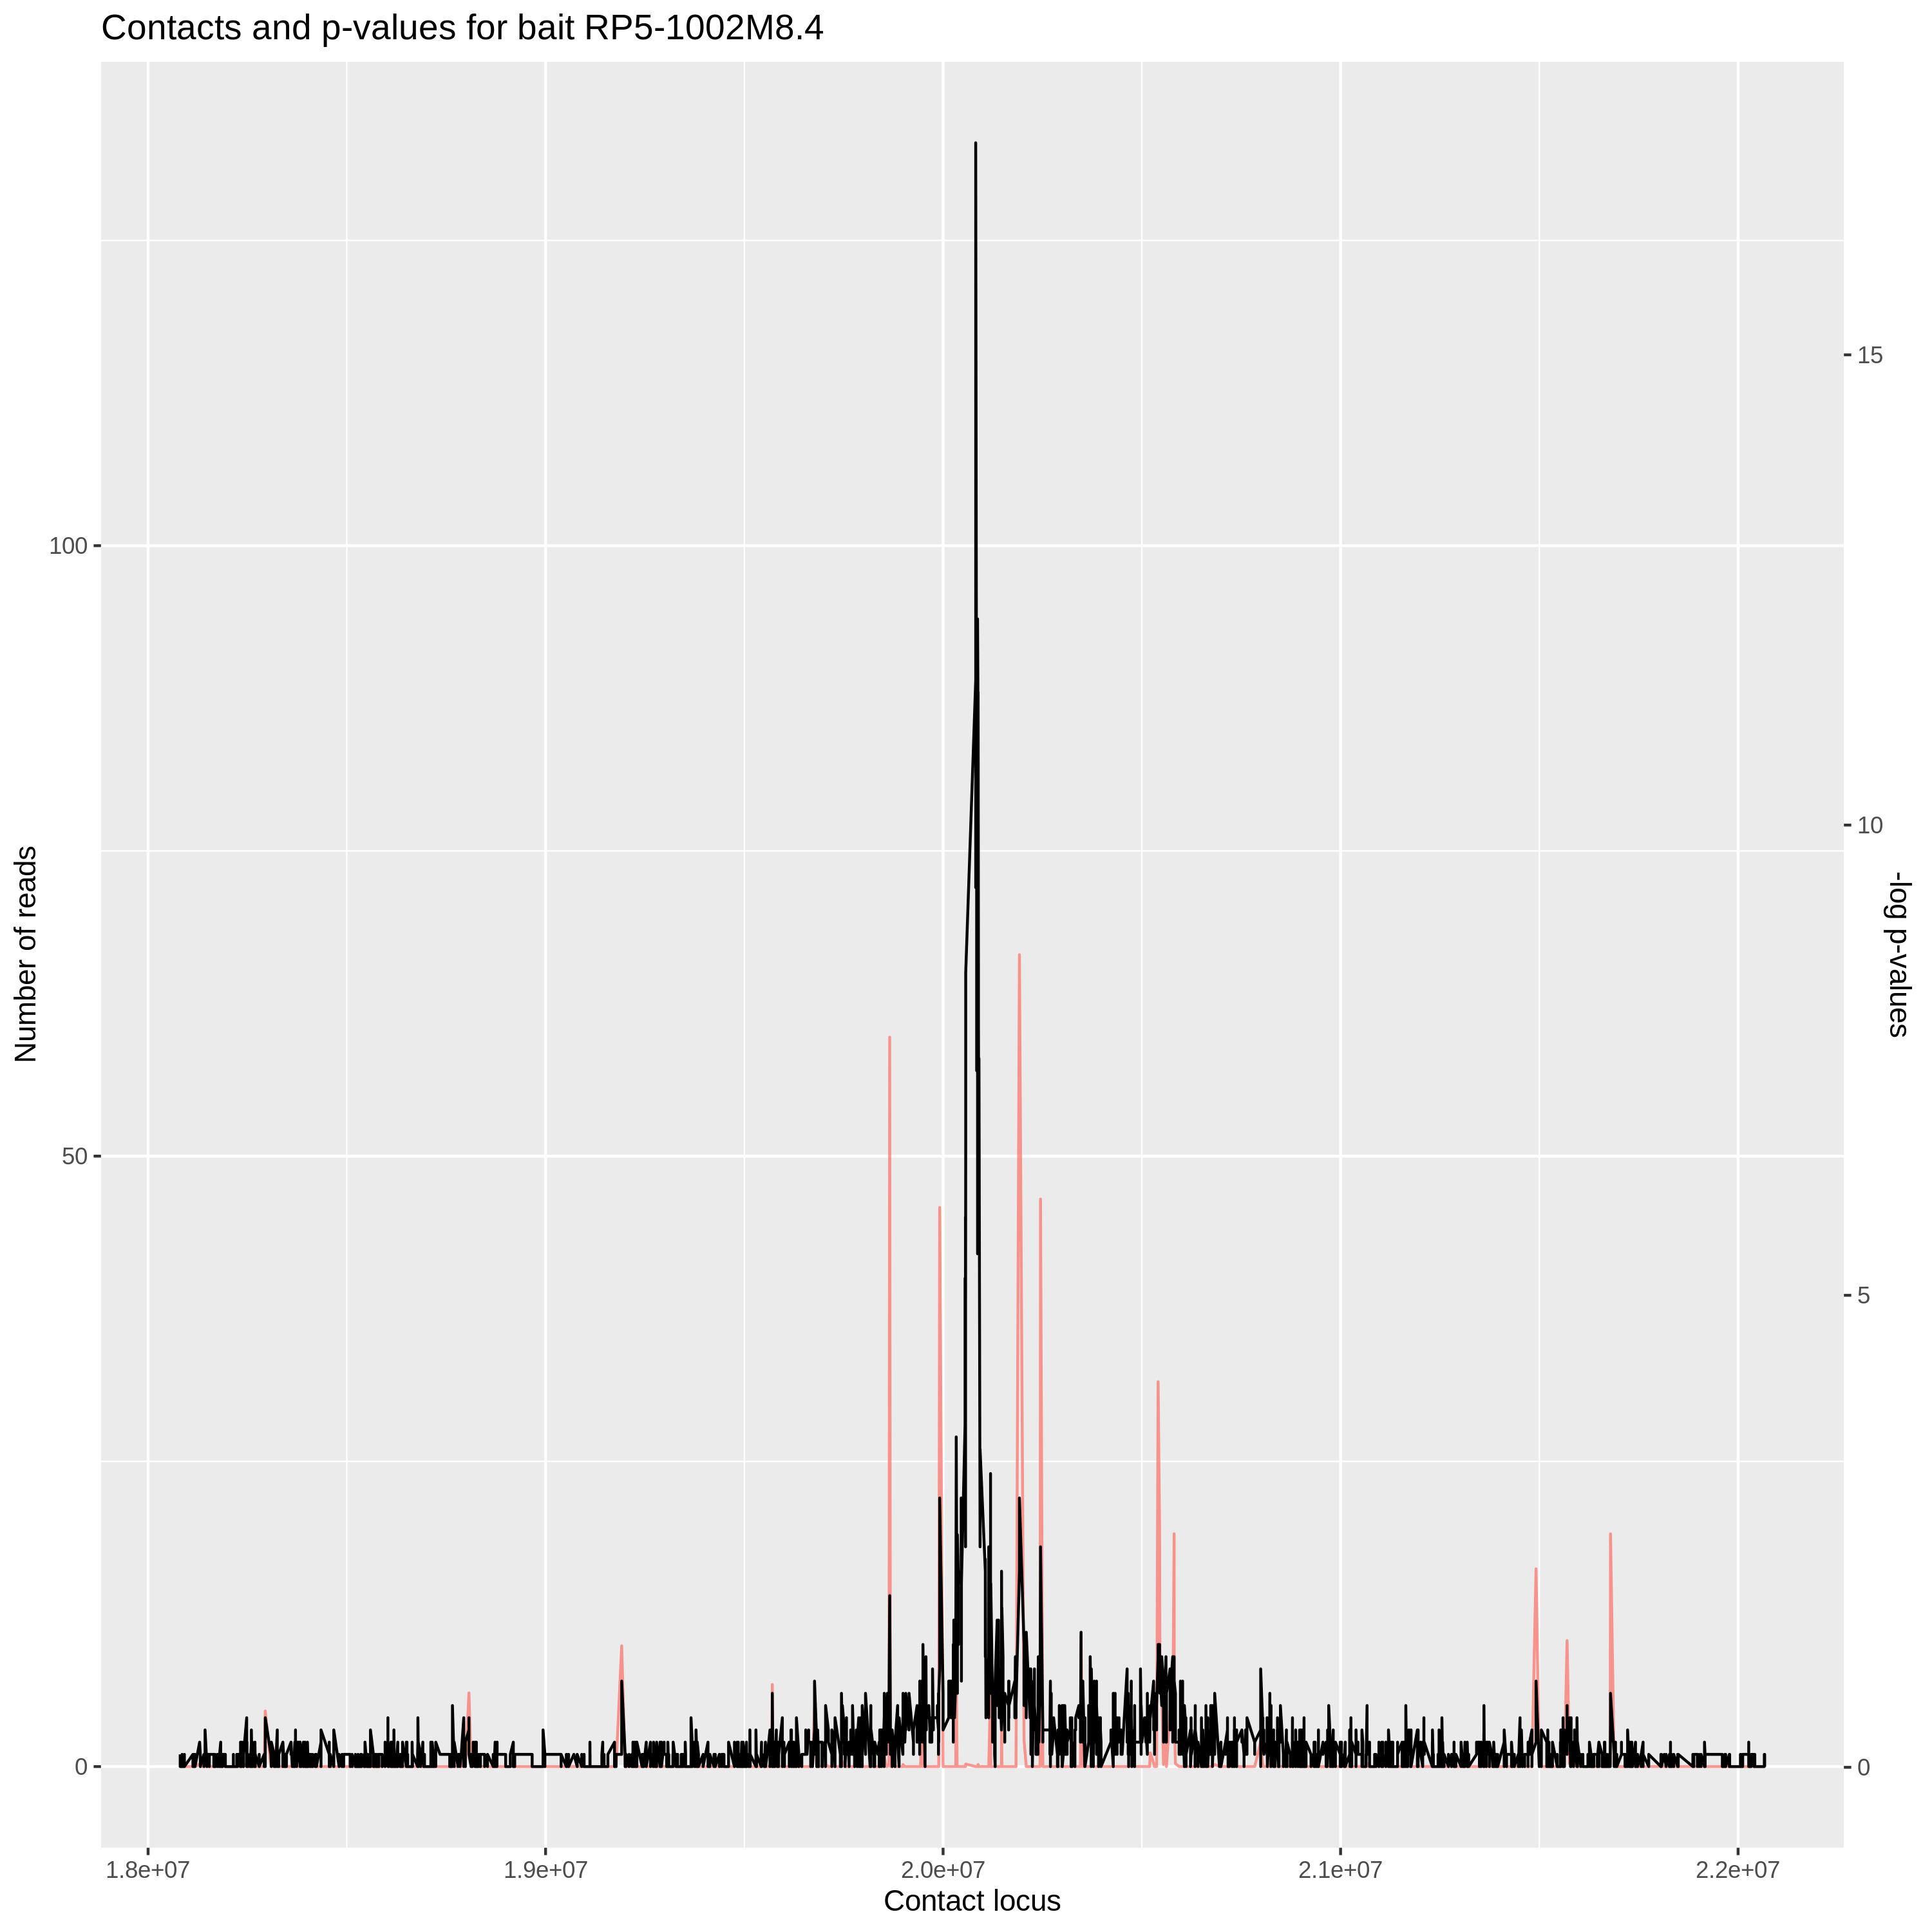 Contacts and p-values for bait RP5-1002M8.4
Number of reads
100
50
0
15
10
5
0
-log p-values
1.8e+07 1.9e+07 2.0e+07 2.1e+07 2.2e+07
Contact locus